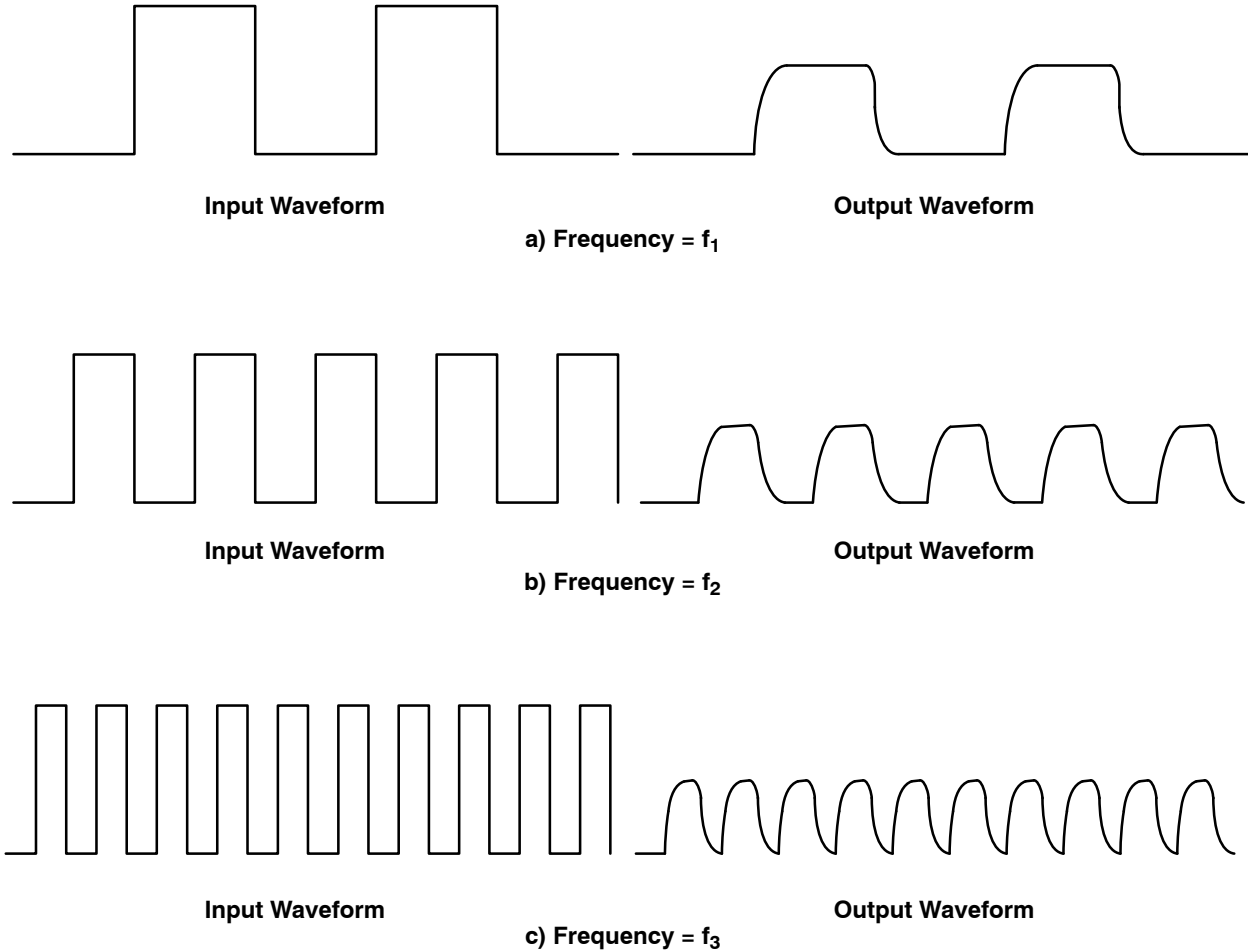 Input Waveform
Output Waveform
a) Frequency = f1
Input Waveform
Output Waveform
b) Frequency = f2
Input Waveform
Output Waveform
c) Frequency = f3